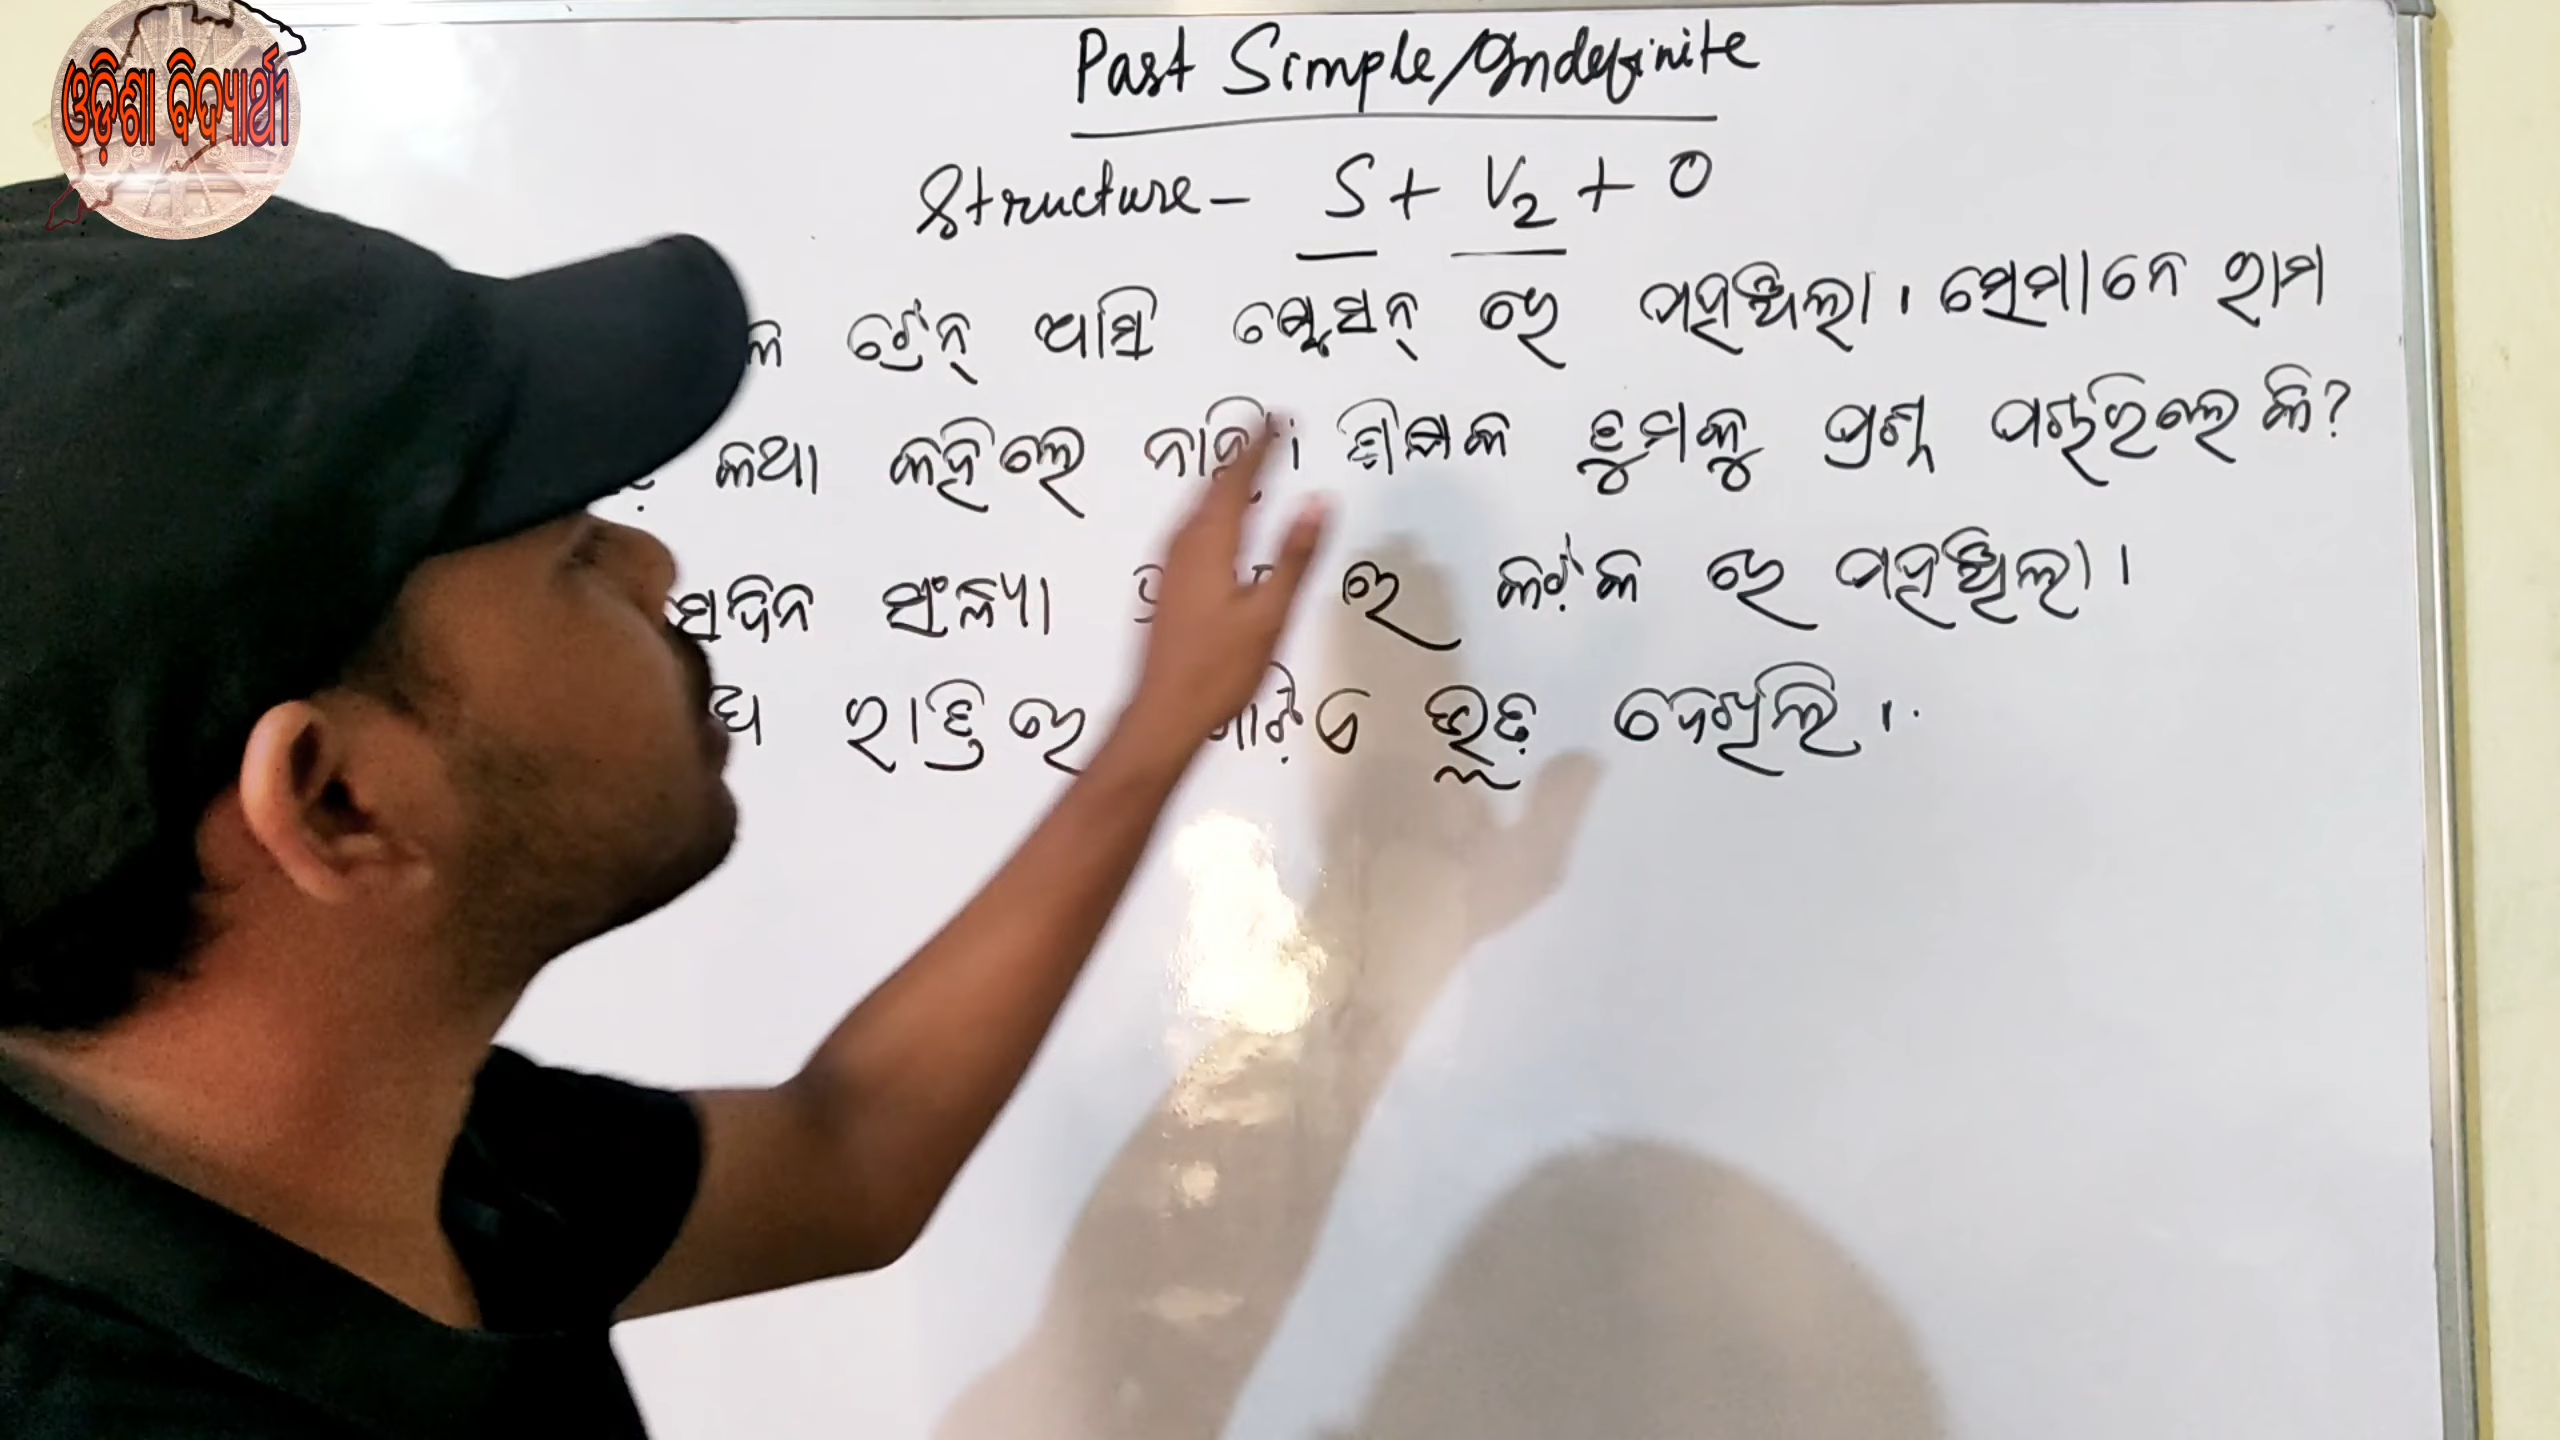 ଓଡ଼ିଶା ବିଦ୍ୟାର୍ଥୀ
Past Simple/Indefinite
Structure- S + V2 + O
ଟ୍ରେନ୍ ଆସି ଷ୍ଟେସନ୍ ରେ ପହଞ୍ଚିଲା । ସେମାନେ ରାମ
କଥା କହିଲେ ନାହିଁ । ଶିକ୍ଷକ ତୁମକୁ ପ୍ରଶ୍ନ ପଚାରିଲେ କି?
ସଂନ୍ଧ୍ୟା ରେ କଟକ ରେ ପହଞ୍ଚିଲା ।
ରାତ୍ରି ରେ ଗୋଟିଏ ଭୂତ ଦେଖିଲି ।